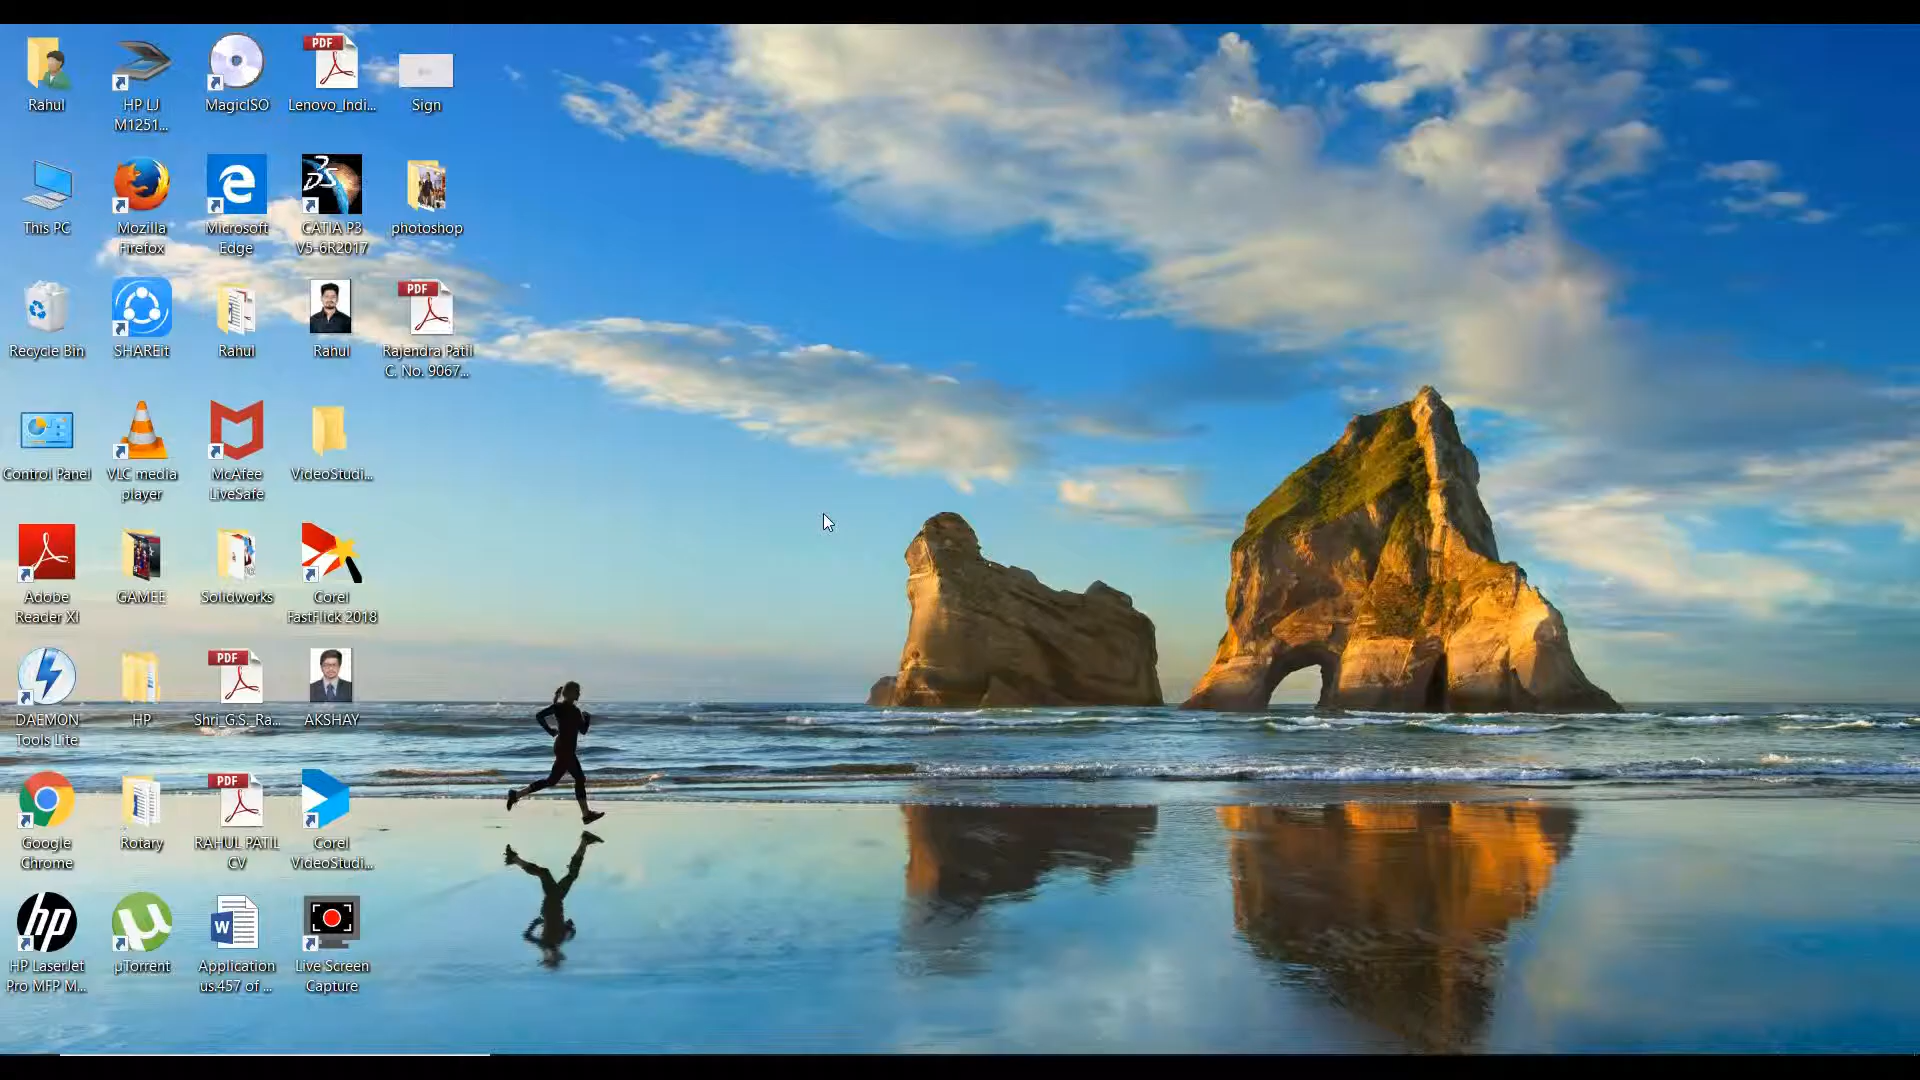 Rahul
HP LJ
M1251...
MagicISO
PDF
Lenovo_Indi...
Sign
This PC
Mozilla
Firefox
Microsoft
Edge
CATIA P3
V5-6R2017
photoshop
Recycle Bin
SHAREit
Rahul
Rahul
PDF
Rajendra Patil
C. No. 9067...
Control Panel
VLC media
player
McAfee
LiveSafe
VideoStudi...
Adobe
Reader XI
GAMEE
Solidworks
Corel
FastFlick 2018
DAEMON
Tools Lite
HP
PDF
Shri_G.S._Ra...
AKSHAY
Google
Chrome
Rotary
PDF
RAHUL PATIL
CV
Corel
VideoStudi...
hp
HP LaserJet
Pro MFP M...
µTorrent
W
Application
us.457 of ...
Live Screen
Capture